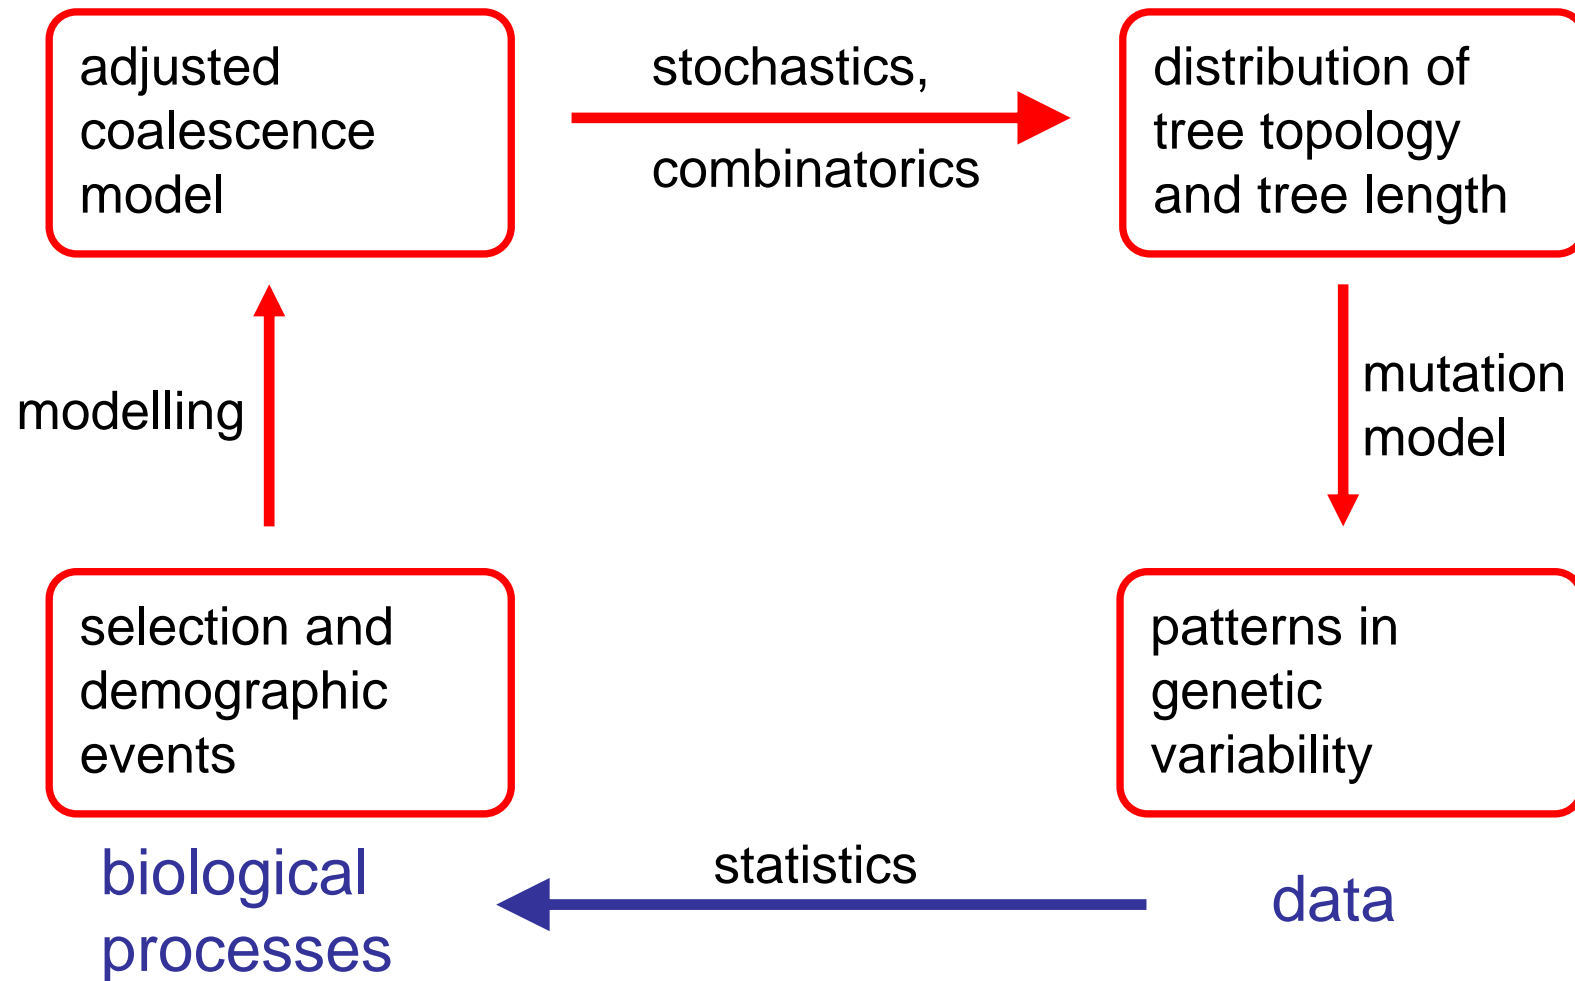 adjusted
coalescence
model
stochastics,
combinatorics
distribution of
tree topology
and tree length
modelling
mutation
model
selection and
demographic
events
patterns in
genetic
variability
biological
processes
statistics
data